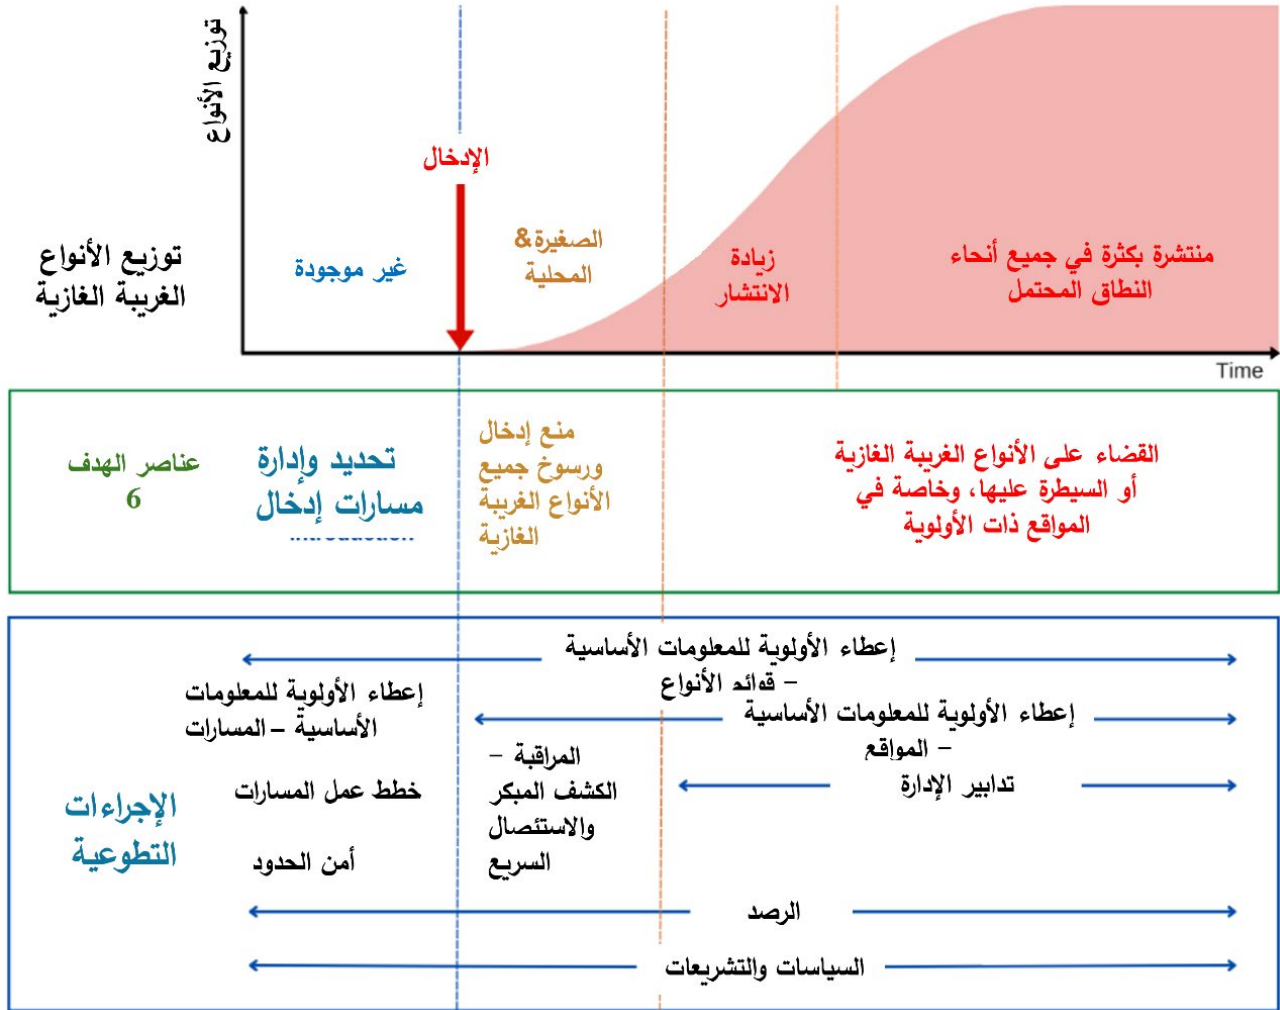 توزيع الأنواع
الإدخال
توزيع الأنواع
الغريبة الغازية
غير موجودة
الصغيرة&
المحلية
زيادة
الانتشار
منتشرة بكثرة في جميع أنحاء
النطاق المحتمل
Time
عناصر الهدف
6
تحديد وإدارة
مسارات إدخال
introduction
منع إدخال
ورسوخ جميع
الأنواع الغريبة
الغازية
القضاء على الأنواع الغريبة الغازية
أو السيطرة عليها، وخاصة في
المواقع ذات الأولوية
الإجراءات
التطوعية
إعطاء الأولوية للمعلومات الأساسية
– قوائم الأنواع
إعطاء الأولوية للمعلومات
الأساسية – المسارات
إعطاء الأولوية للمعلومات الأساسية
– المواقع
خطط عمل المسارات
أمن الحدود
المراقبة –
الكشف المبكر
والاستئصال
السريع
تدابير الإدارة
الرصد
السياسات والتشريعات